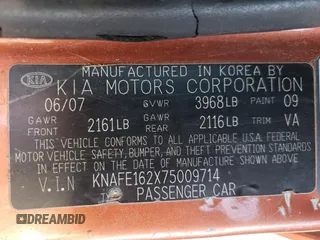 MANUFACTURED IN KOREA BY
KIA KIA MOTORS CORPORATION
06/07 GVWR 3968LB PAINT 09
GAWR FRONT 2161LB GAWR REAR 2116LB TRIM VA
THIS VEHICLE CONFORMS TO ALL APPLICABLE U.S.A. FEDERAL
MOTOR VEHICLE SAFETY, BUMPER, AND THEFT PREVENTION STANDARDS
IN EFFECT ON THE DATE OF MANUFACTURE SHOWN ABOVE.
V.I.N KNAFE162X75009714
PASSENGER CAR
DREAMBID